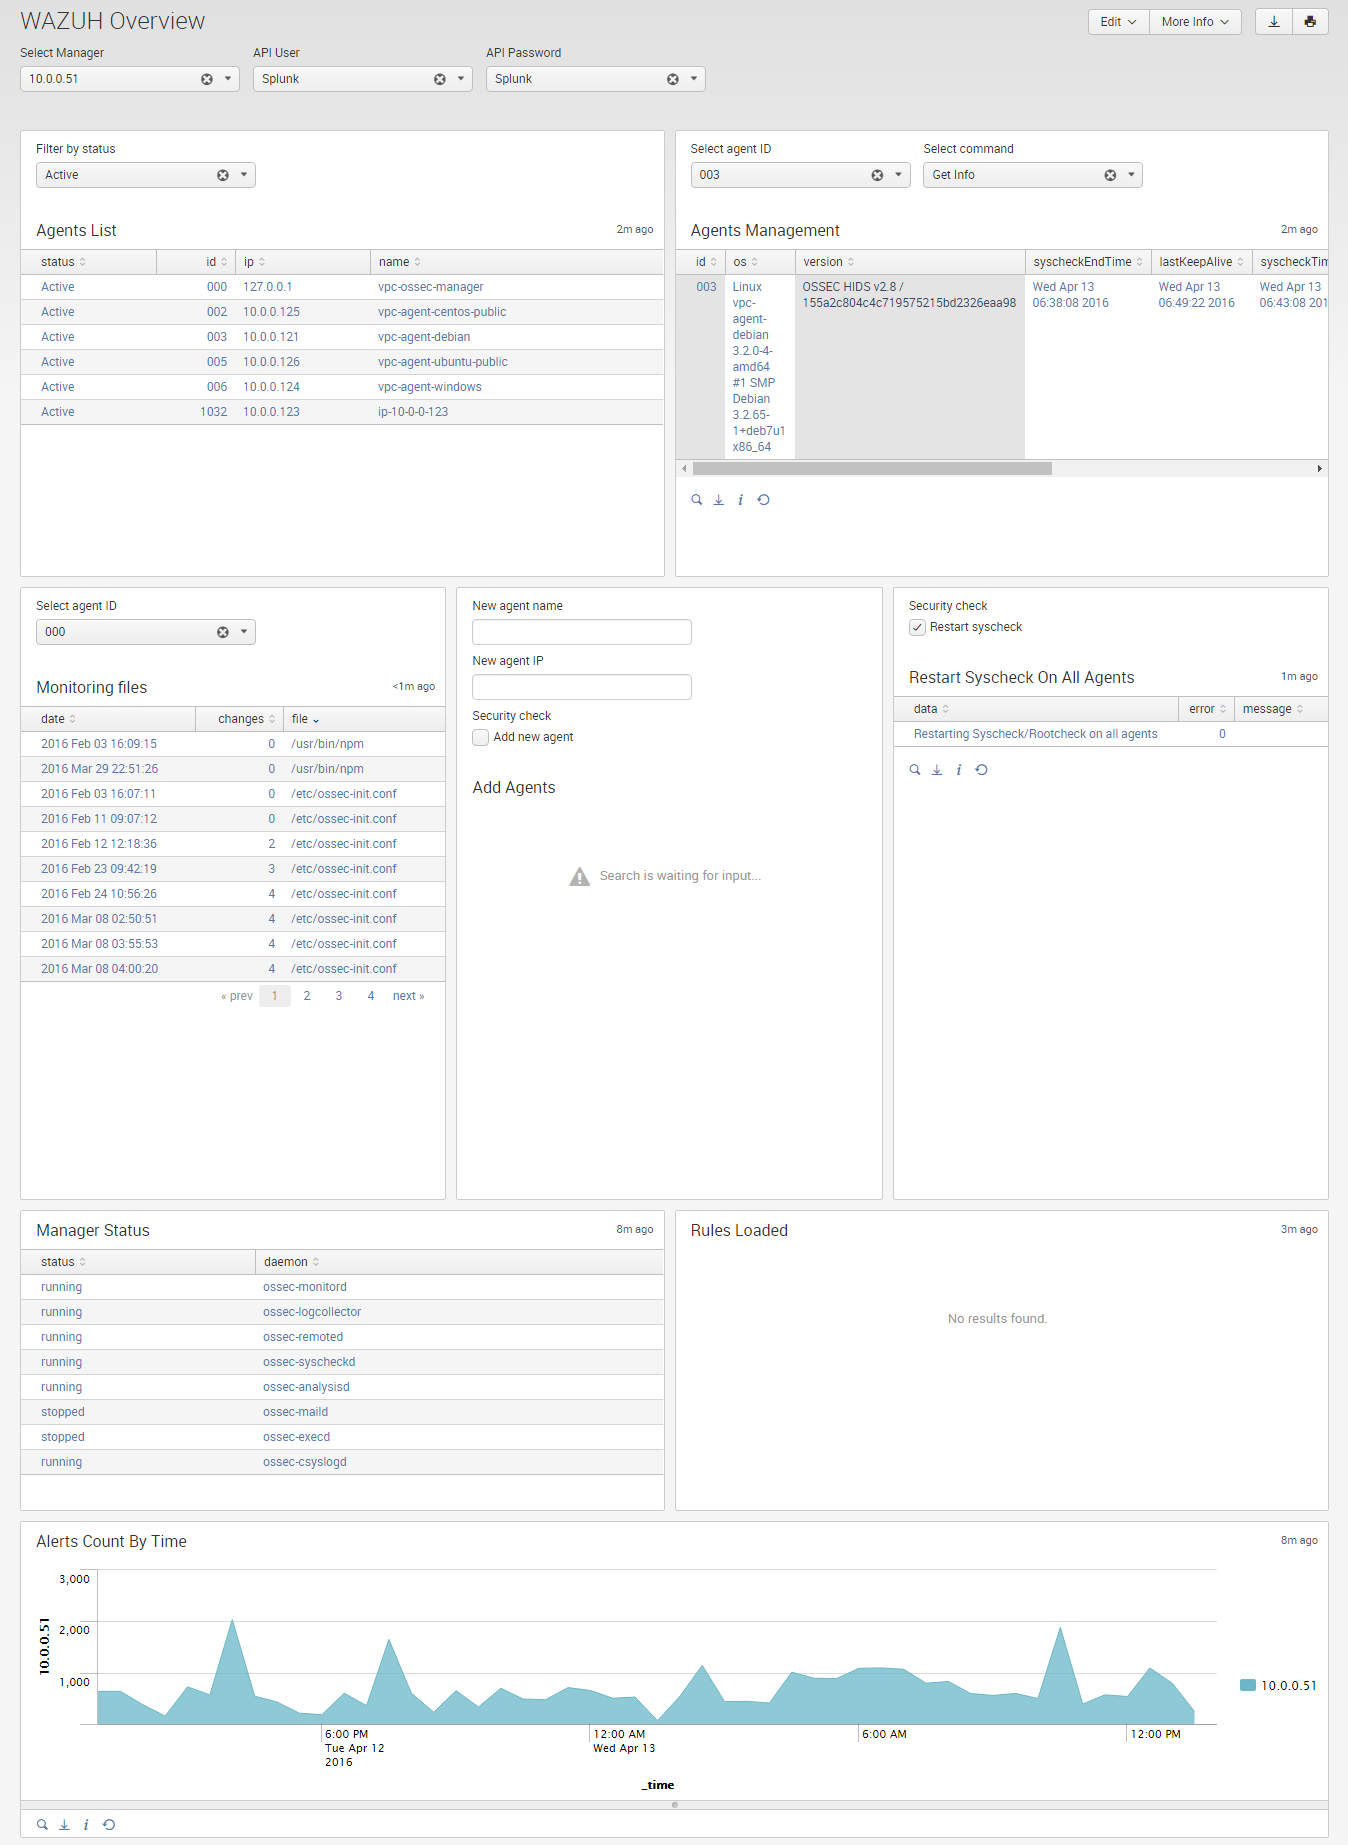 WAZUH Overview
Edit
More Info
Select Manager
API User
API Password
10.0.0.51
Splunk
Splunk
Filter by status
Active
Agents List
2m ago
status id ip name
Active 000 127.0.0.1 vpc-ossec-manager
Active 002 10.0.0.125 vpc-agent-centos-public
Active 003 10.0.0.121 vpc-agent-debian
Active 005 10.0.0.126 vpc-agent-ubuntu-public
Active 006 10.0.0.124 vpc-agent-windows
Active 1032 10.0.0.123 ip-10-0-0-123
Select agent ID
Select command
003
Get Info
Agents Management
2m ago
id os version syscheckEndTime lastKeepAlive syscheckTim
003 Linux OSSEC HIDS v2.8 / Wed Apr 13 Wed Apr 13 Wed Apr 13
vpc- 155a2c804c4c719575215bd2326eaa98 06:38:08 2016 06:49:22 2016 06:43:08 201
agent-
debian
3.2.0-4-
amd64
#1 SMP
Debian
3.2.65-
1+deb7u1
x86_64
i
Select agent ID
000
Monitoring files
<1m ago
date changes file
2016 Feb 03 16:09:15 0 /usr/bin/npm
2016 Mar 29 22:51:26 0 /usr/bin/npm
2016 Feb 03 16:07:11 0 /etc/ossec-init.conf
2016 Feb 11 09:07:12 0 /etc/ossec-init.conf
2016 Feb 12 12:18:36 2 /etc/ossec-init.conf
2016 Feb 23 09:42:19 3 /etc/ossec-init.conf
2016 Feb 24 10:56:26 4 /etc/ossec-init.conf
2016 Mar 08 02:50:51 4 /etc/ossec-init.conf
2016 Mar 08 03:55:53 4 /etc/ossec-init.conf
2016 Mar 08 04:00:20 4 /etc/ossec-init.conf
« prev 1 2 3 4 next »
New agent name
New agent IP
Security check
Add new agent
Add Agents
Search is waiting for input...
Security check
Restart syscheck
Restart Syscheck On All Agents
1m ago
data error message
Restarting Syscheck/Rootcheck on all agents 0
i
Manager Status
8m ago
status daemon
running ossec-monitord
running ossec-logcollector
running ossec-remoted
running ossec-syscheckd
running ossec-analysisd
stopped ossec-maild
stopped ossec-execd
running ossec-csyslogd
Rules Loaded
3m ago
No results found.
Alerts Count By Time
8m ago
3,000
2,000
1,000
10.0.0.51
10.0.0.51
6:00 PM 12:00 AM 6:00 AM 12:00 PM
Tue Apr 12 Wed Apr 13
2016
_time
i